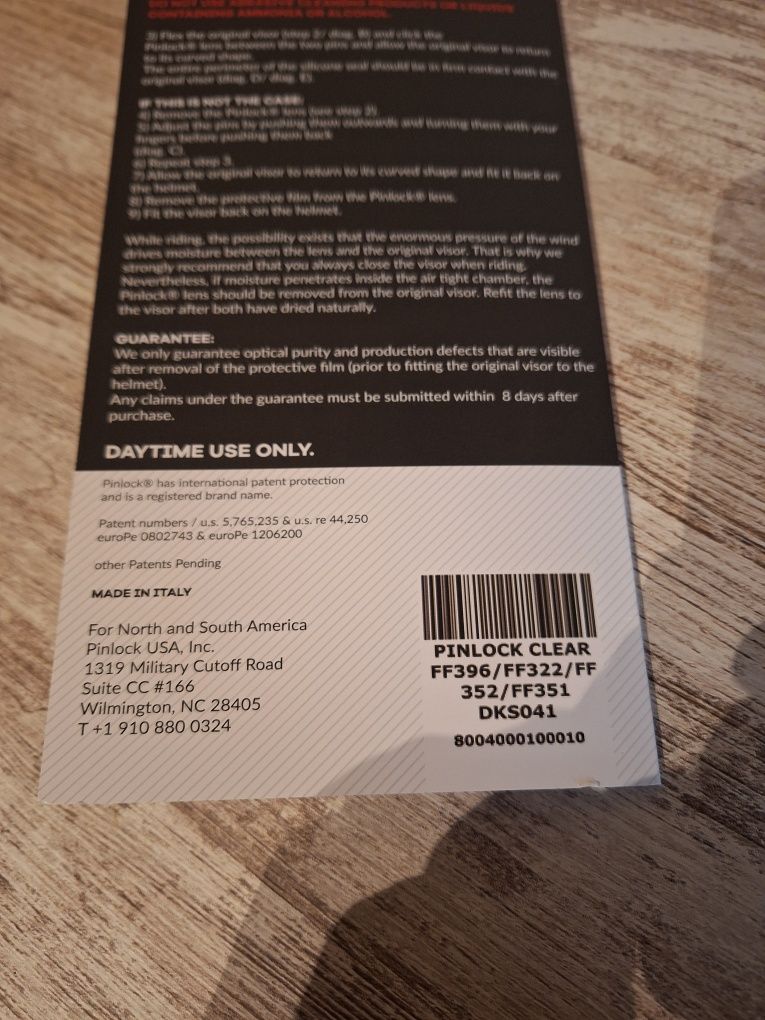 DO NOT USE ABRASIVE CLEANING PRODUCTS OR LIQUIDS
CONTAINING AMMONIA OR ALCOHOL.
3) Flex the original visor (step 2/ diag. B) and click the
Pinlock® lens between the two pins and allow the original visor to return
to its curved shape.
The entire perimeter of the silicone seal should be in firm contact with the
original visor (diag. D/ diag. E).
IF THIS IS NOT THE CASE:
4) Remove the Pinlock® lens (see step 2).
5) Adjust the pins by pushing them outwards and turning them with your
fingers before pushing them back
(diag. C).
6) Repeat step 3.
7) Allow the original visor to return to its curved shape and fit it back on
the helmet.
8) Remove the protective film from the Pinlock® lens.
9) Fit the visor back on the helmet.
While riding, the possibility exists that the enormous pressure of the wind
drives moisture between the lens and the original visor. That is why we
strongly recommend that you always close the visor when riding.
Nevertheless, if moisture penetrates inside the air tight chamber, the
Pinlock® lens should be removed from the original visor. Refit the lens to
the visor after both have dried naturally.
GUARANTEE:
We only guarantee optical purity and production defects that are visible
after removal of the protective film (prior to fitting the original visor to the
helmet).
Any claims under the guarantee must be submitted within 8 days after
purchase.
DAYTIME USE ONLY.
Pinlock® has international patent protection
and is a registered brand name.
Patent numbers / u.s. 5,765,235 & u.s. re 44,250
euroPe 0802743 & euroPe 1206200
other Patents Pending
MADE IN ITALY
For North and South America
Pinlock USA, Inc.
1319 Military Cutoff Road
Suite CC #166
Wilmington, NC 28405
T +1 910 880 0324
PINLOCK CLEAR
FF396/FF322/FF
352/FF351
DKS041
8004000100010